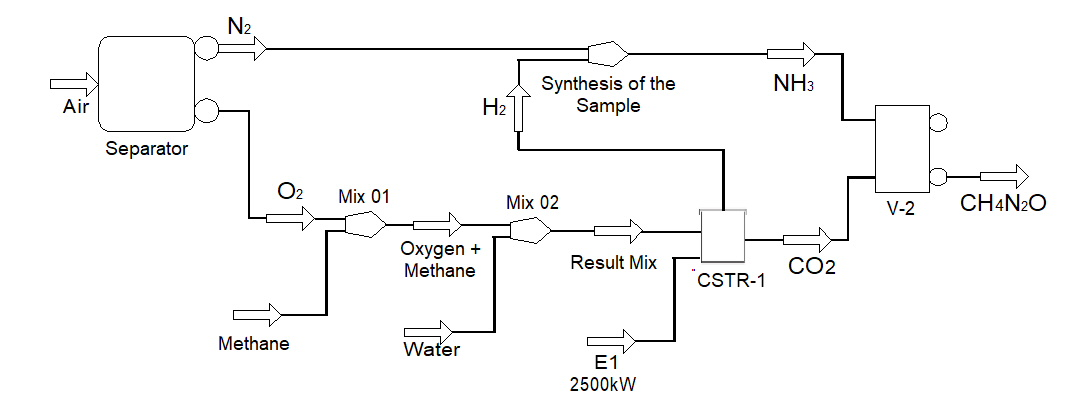 N2
Air
Separator
H2
Synthesis of the
Sample
NH3
V-2
CH4N2O
O2
Mix 01
Oxygen +
Methane
Mix 02
Result Mix
CSTR-1
CO2
Methane
Water
E1
2500kW